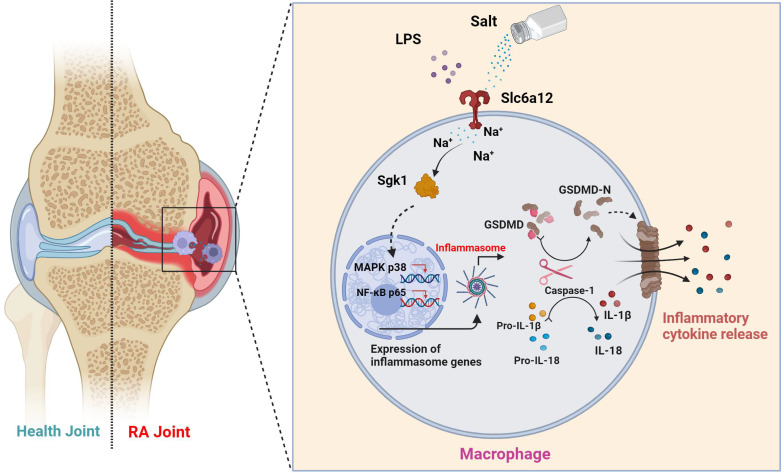 Salt
LPS
Slc6a12
Na+
Na+
Na+
Sgk1
GSDMD-N
GSDMD
Inflammasome
MAPK p38
NF-κB p65
Caspase-1
IL-1β
Pro-IL-1β
Inflammatory
cytokine release
Expression of
inflammasome genes
Pro-IL-18
IL-18
Health Joint
RA Joint
Macrophage